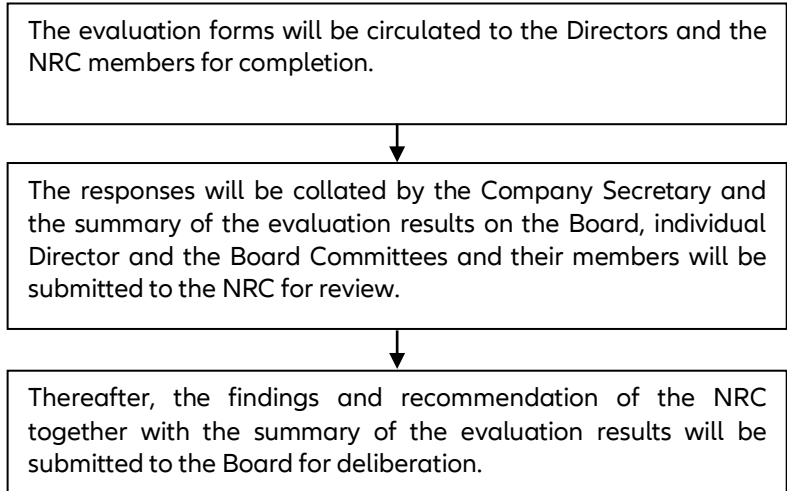 The evaluation forms will be circulated to the Directors and the
NRC members for completion.
The responses will be collated by the Company Secretary and
the summary of the evaluation results on the Board, individual
Director and the Board Committees and their members will be
submitted to the NRC for review.
Thereafter, the findings and recommendation of the NRC
together with the summary of the evaluation results will be
submitted to the Board for deliberation.